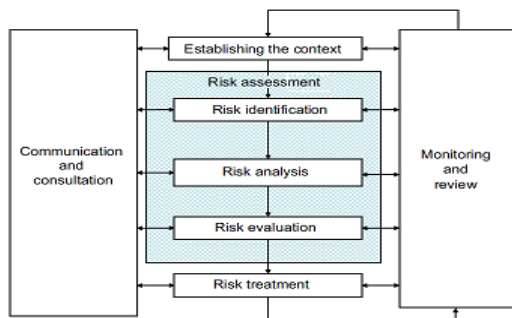 Establishing the context
Risk assessment
Risk identification
Communication
and
consultation
Risk analysis
Monitoring
and
review
Risk evaluation
Risk treatment